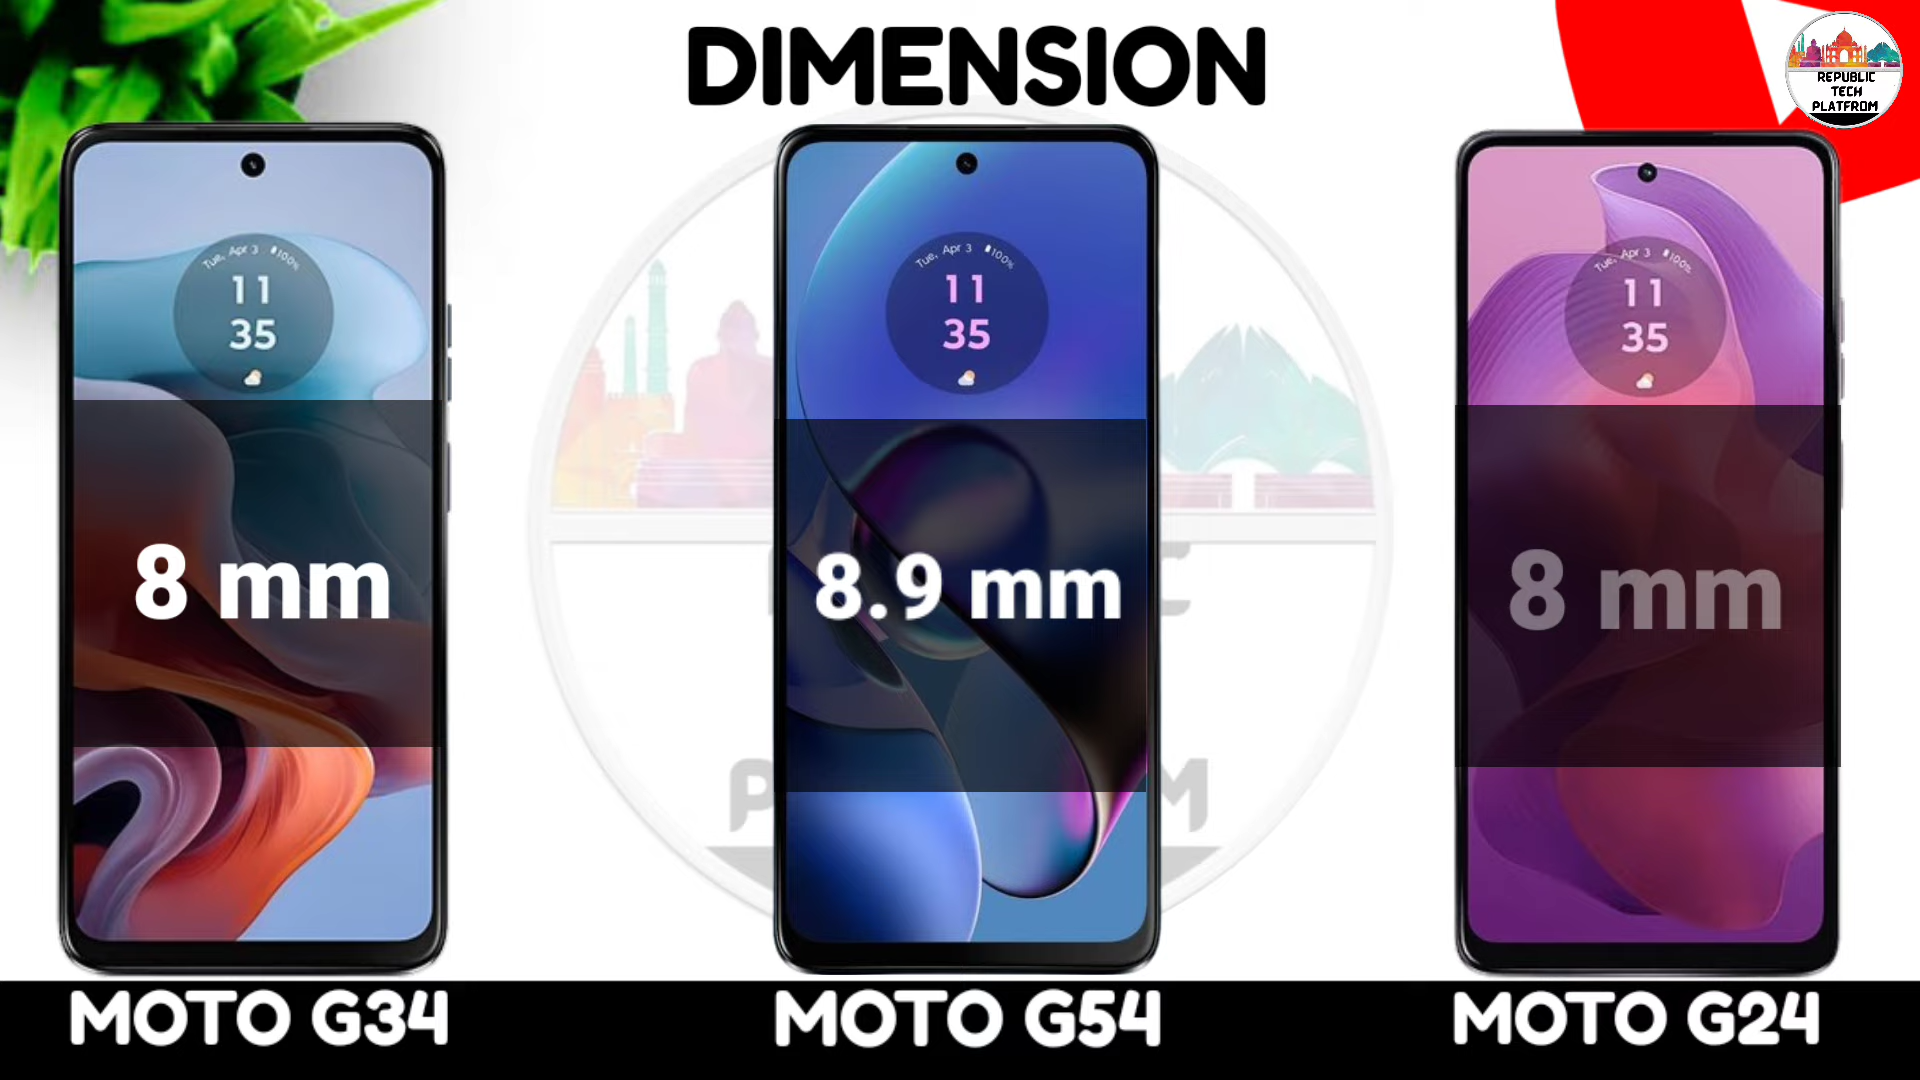 DIMENSION
REPUBLIC
TECH
PLATFROM
Tue, Apr 3 100%
11
35
8 mm
MOTO G34
Tue, Apr 3 100%
11
35
8.9 mm
MOTO G54
Tue, Apr 3 100%
11
35
8 mm
MOTO G24